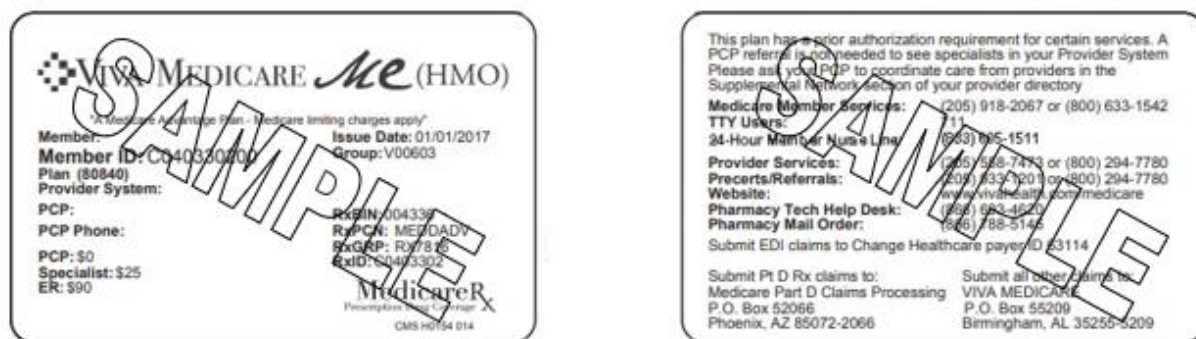 VIVA MEDICARE Me (HMO)
"A Medicare Advantage Plan - Medicare limiting charges apply"
Member:
Issue Date: 01/01/2017
Member ID: C040330200
Group: V00603
Plan (80840)
Provider System:
PCP:
RxBIN: 004336
PCP Phone:
RxPCN: MEDDADV
RxGRP:
PCP: $0
RxID: C0403302
Specialist: $25
ER: $90
MedicareRx
Prescription Drug Coverage
CMS H0154 014
SAMPLE
This plan has a prior authorization requirement for certain services. A
PCP referral is not needed to see specialists in your Provider System
Please ask your PCP to coordinate care from providers in the
Supplemental Network section of your provider directory
Medicare Member Services: (205) 918-2067 or (800) 633-1542
TTY Users: 711
24-Hour Member Nurse Line:
Provider Services: or (800) 294-7780
Precerts/Referrals: or (800) 294-7780
Website: www.vivahealth.com/medicare
Pharmacy Tech Help Desk:
Pharmacy Mail Order:
Submit EDI claims to Change Healthcare payer ID 63114
Submit Pt D Rx claims to:
Medicare Part D Claims Processing
P.O. Box 52066
Phoenix, AZ 85072-2066
Submit all other claims to:
VIVA MEDICARE
P.O. Box 55209
Birmingham, AL 35255-5209
SAMPLE